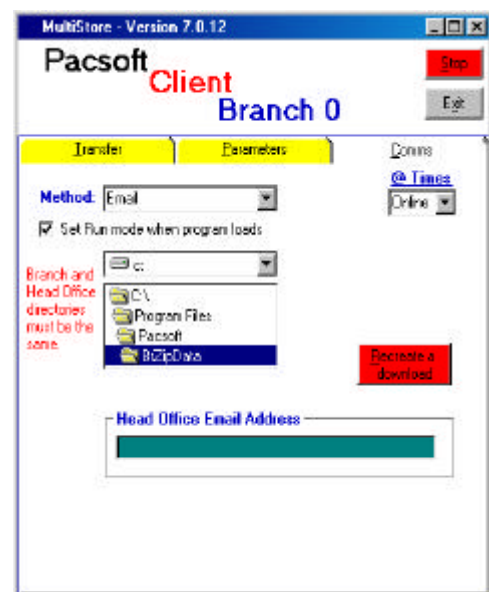 MultiStore - Version 7.0.12
Pacsoft
Client
Branch 0
Stop
Exit
Transfer
Parameters
Comms
@ Times
Method:
Email
Online
Set Run mode when program loads
c:
Branch and
Head Office
directories
must be the
same.
C:\
Program Files
Pacsoft
BtZipData
Recreate a
download
Head Office Email Address